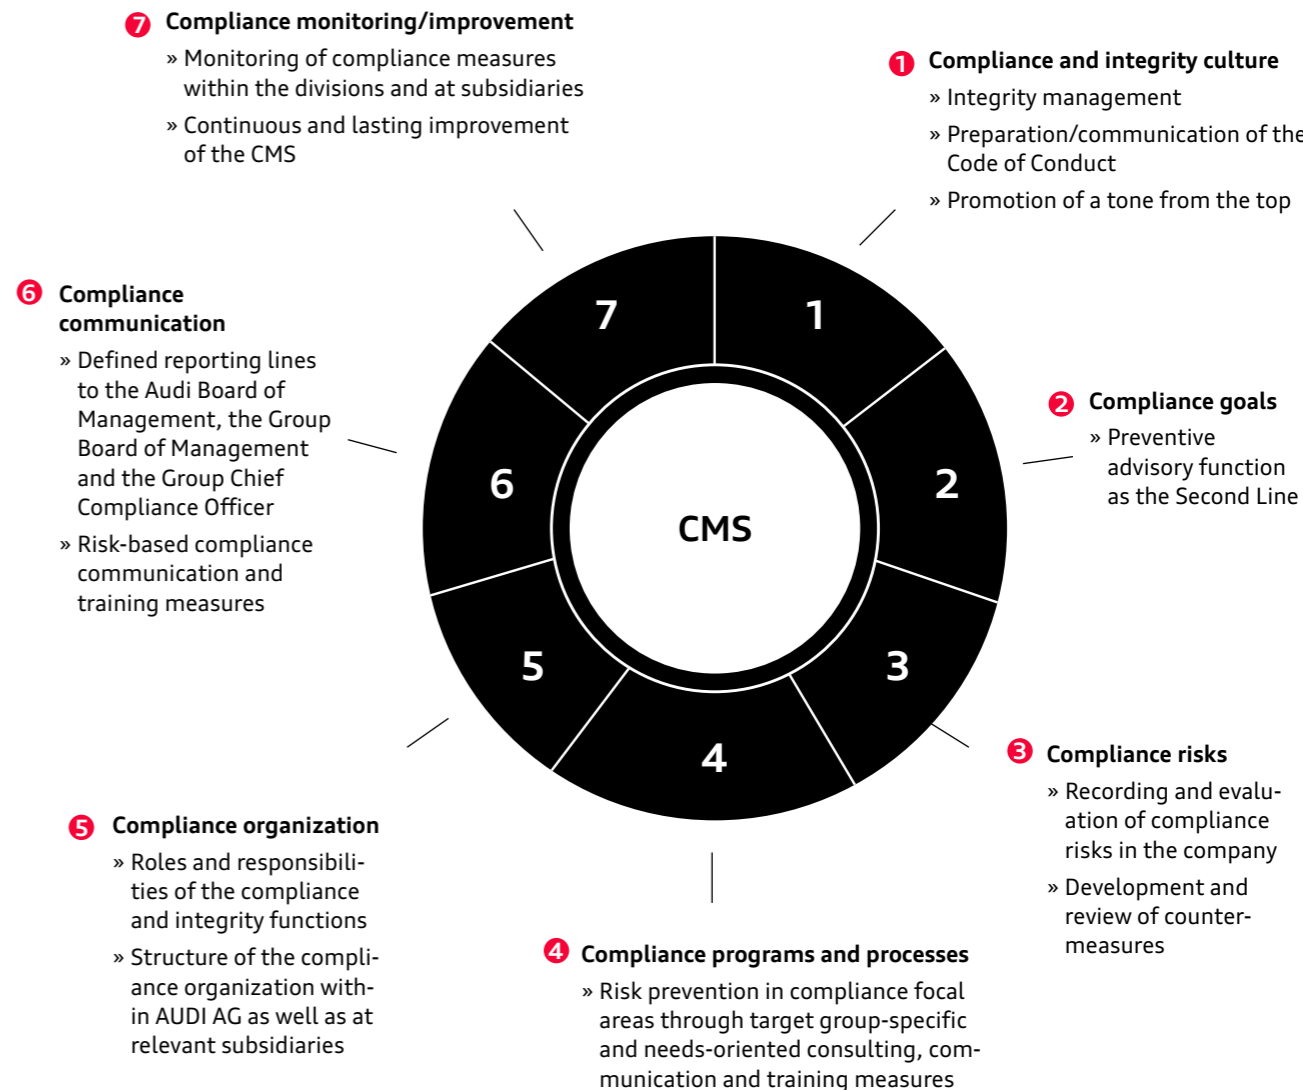 7 Compliance monitoring/improvement
» Monitoring of compliance measures
within the divisions and at subsidiaries
» Continuous and lasting improvement
of the CMS
1 Compliance and integrity culture
» Integrity management
» Preparation/communication of the
Code of Conduct
» Promotion of a tone from the top
6 Compliance
communication
» Defined reporting lines
to the Audi Board of
Management, the Group
Board of Management
and the Group Chief
Compliance Officer
» Risk-based compliance
communication and
training measures
7
1
6
2
CMS
5
3
4
2 Compliance goals
» Preventive
advisory function
as the Second Line
3 Compliance risks
» Recording and evalu-
ation of compliance
risks in the company
» Development and
review of counter-
measures
5 Compliance organization
» Roles and responsibili-
ties of the compliance
and integrity functions
» Structure of the compli-
ance organization with-
in AUDI AG as well as at
relevant subsidiaries
4 Compliance programs and processes
» Risk prevention in compliance focal
areas through target group-specific
and needs-oriented consulting, com-
munication and training measures